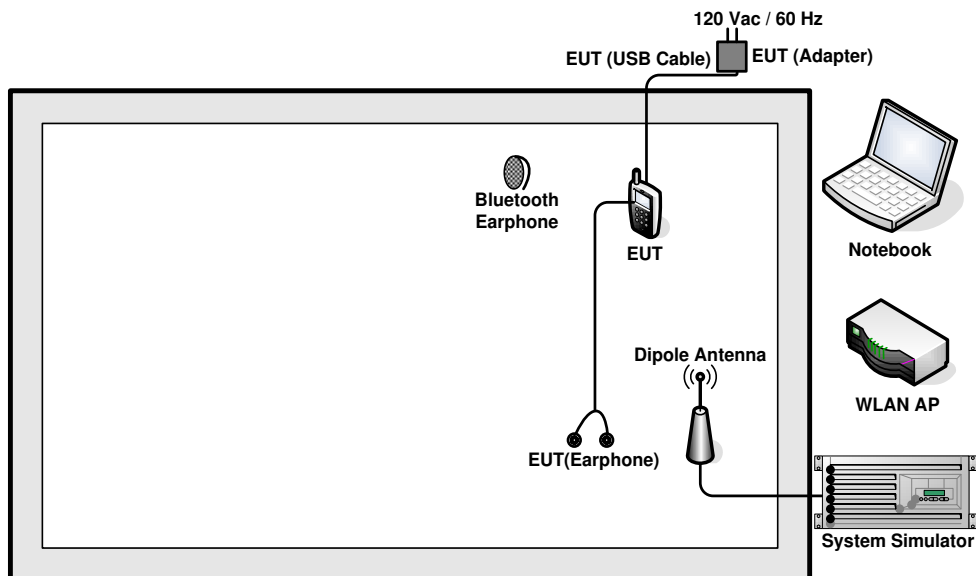 120 Vac / 60 Hz
EUT (USB Cable)
EUT (Adapter)
Bluetooth
Earphone
EUT
Notebook
Dipole Antenna
WLAN AP
EUT(Earphone)
System Simulator